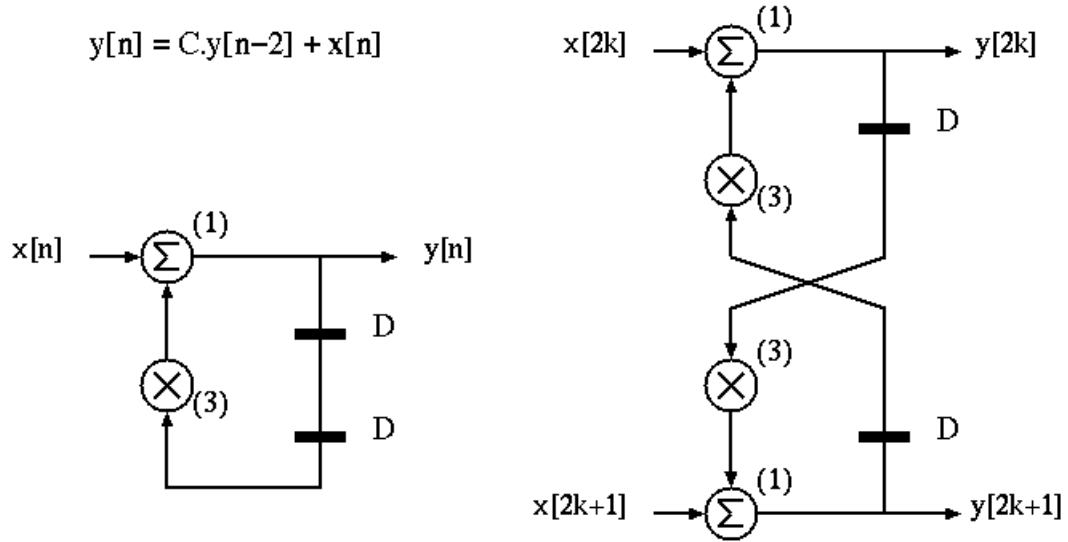 y[n] = C.y[n−2] + x[n]
(1)
x[n]
Σ
y[n]
D
(3)
D
(1)
x[2k]
Σ
y[2k]
D
(3)
(3)
D
(1)
x[2k+1]
Σ
y[2k+1]